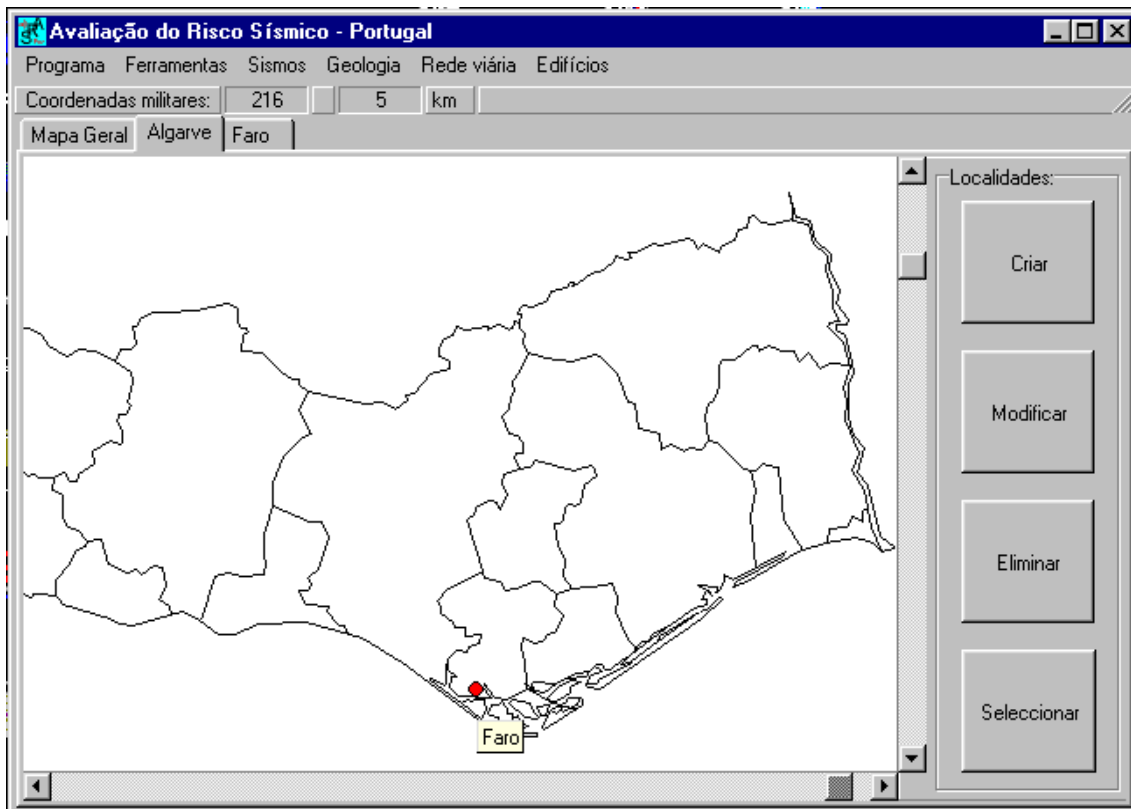 Avaliação do Risco Sísmico - Portugal
Programa Ferramentas Sismos Geologia Rede viária Edifícios
Coordenadas militares: 216 5 km
Mapa Geral Algarve Faro
Localidades:
Criar
Modificar
Eliminar
Seleccionar
Faro